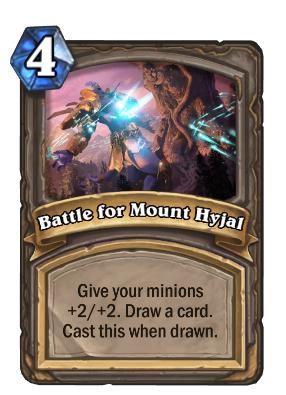 4
Battle for Mount Hyjal
Give your minions
+2/+2. Draw a card.
Cast this when drawn.